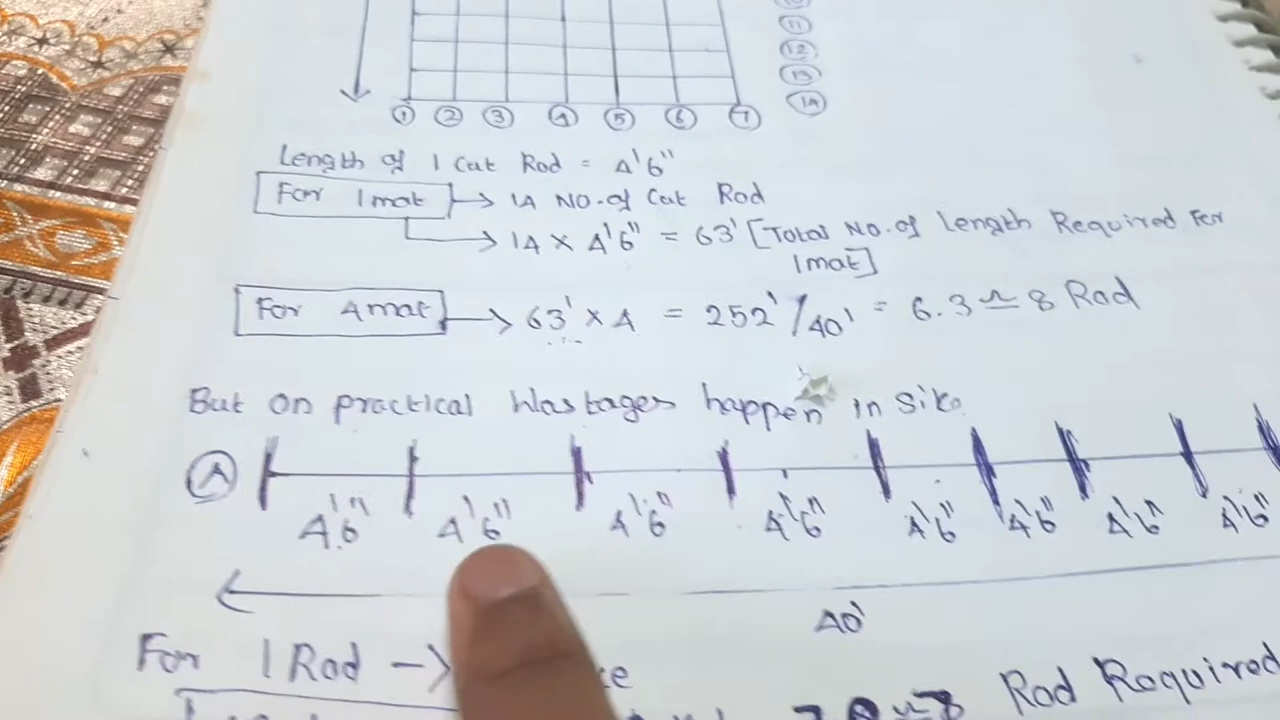 11
12
13
14
1 2 3 4 5 6 7
Length of 1 Cut Rod = 4'6"
For 1mat → 14 No. of Cut Rod
→ 14 × 4'6" = 63' [Total No. of Length Required For
1mat]
For 4mat → 63' × 4 = 252'/40' = 6.3 ≃ 8 Rod
But on practical Wastages happen in site
A
4'6" 4'6" 4'6" 4'6" 4'6" 4'6" 4'6" 4'6"
40'
For 1 Rod →
8 Rod Required